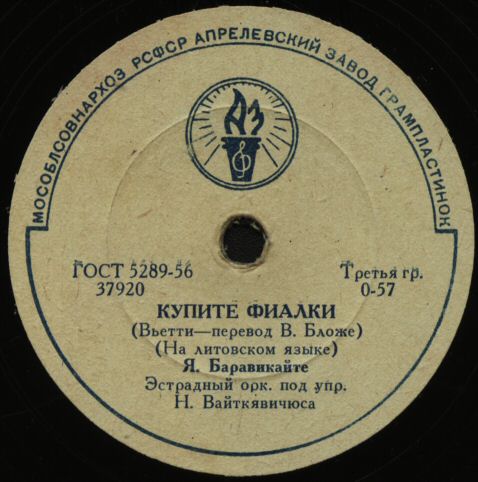 МОСОБЛСОВНАРХОЗ РСФСР АПРЕЛЕВСКИЙ ЗАВОД ГРАМПЛАСТИНОК
АЗ
ГОСТ 5289-56
37920
Третья гр.
0-57
КУПИТЕ ФИАЛКИ
(Вьетти—перевод В. Бложе)
(На литовском языке)
Я. Баравикайте
Эстрадный орк. под упр.
Н. Вайткявичюса